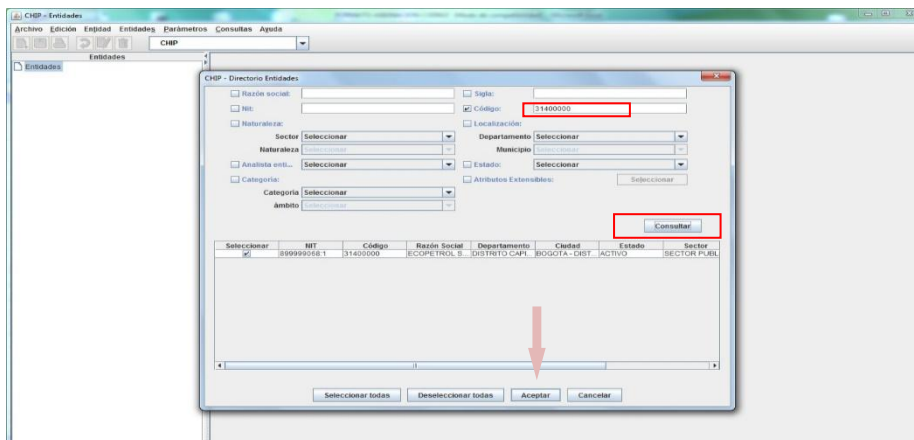 CHIP - Entidades
Archivo Edición Entidad Entidades Parámetros Consultas Ayuda
CHIP
Entidades
Entidades
CHIP - Directorio Entidades
Razón social: Sigla:
Nit: Código: 31400000
Naturaleza: Localización:
Sector Seleccionar Departamento Seleccionar
Naturaleza Seleccionar Municipio Seleccionar
Analista enti... Seleccionar Estado: Seleccionar
Categoría: Atributos Extensibles: Seleccionar
Categoría Seleccionar
ámbito Seleccionar
Consultar
Seleccionar NIT Código Razón Social Departamento Ciudad Estado Sector
899999068:1 31400000 ECOPETROL S... DISTRITO CAPI... BOGOTA - DIST... ACTIVO SECTOR PUBL
Seleccionar todas Deseleccionar todas Aceptar Cancelar